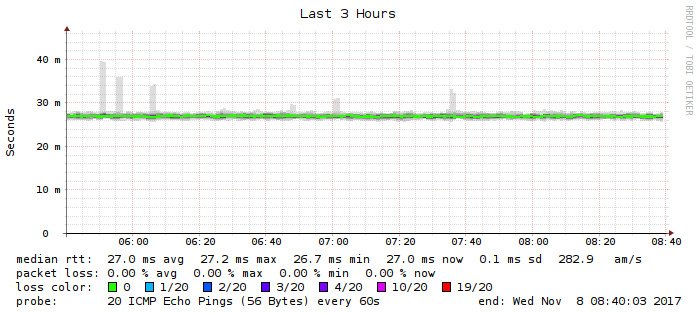 Last 3 Hours
RRDTOOL / TOBI OETIKER
Seconds
40 m
30 m
20 m
10 m
0
06:00 06:20 06:40 07:00 07:20 07:40 08:00 08:20 08:40
median rtt: 27.0 ms avg 27.2 ms max 26.7 ms min 27.0 ms now 0.1 ms sd 282.9 am/s
packet loss: 0.00 % avg 0.00 % max 0.00 % min 0.00 % now
loss color: 0 1/20 2/20 3/20 4/20 10/20 19/20
probe: 20 ICMP Echo Pings (56 Bytes) every 60s end: Wed Nov 8 08:40:03 2017